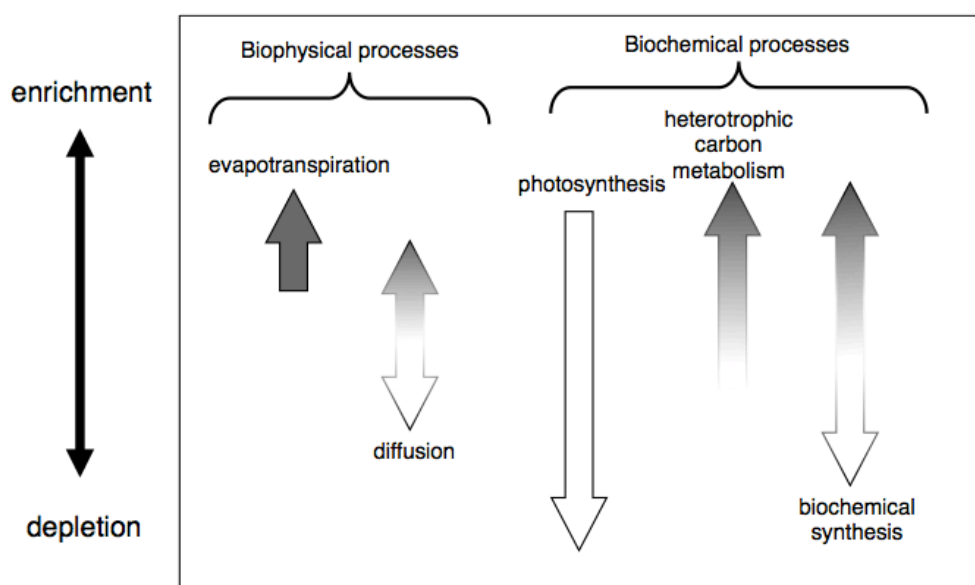 enrichment
depletion
Biophysical processes
evapotranspiration
diffusion
Biochemical processes
photosynthesis
heterotrophic
carbon
metabolism
biochemical
synthesis